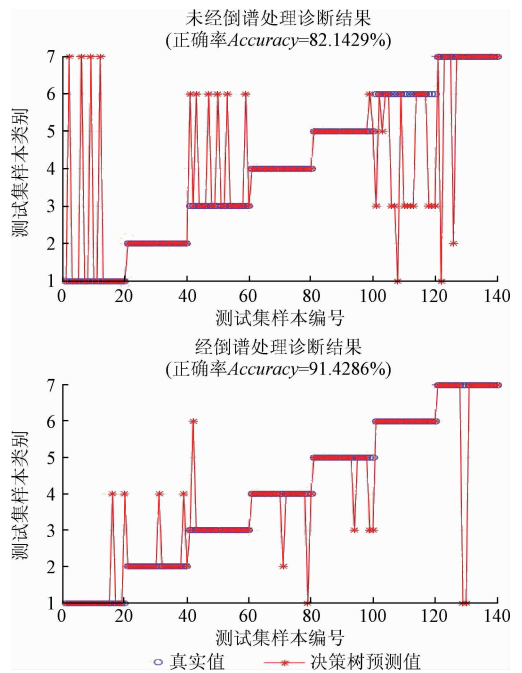 未经倒谱处理诊断结果
(正确率Accuracy=82.1429%)
测试集样本类别
7
6
5
4
3
2
1
0 20 40 60 80 100 120 140
测试集样本编号
经倒谱处理诊断结果
(正确率Accuracy=91.4286%)
测试集样本类别
7
6
5
4
3
2
1
0 20 40 60 80 100 120 140
测试集样本编号
真实值 决策树预测值